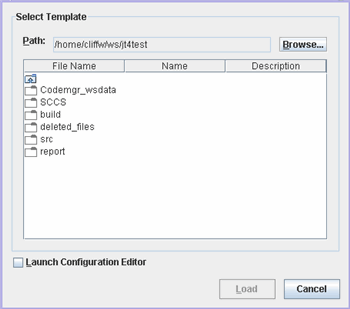 Select Template
Path: /home/cliffw/ws/jt4test Browse...
File Name Name Description
Codemgr_wsdata
SCCS
build
deleted_files
src
report
Launch Configuration Editor
Load Cancel